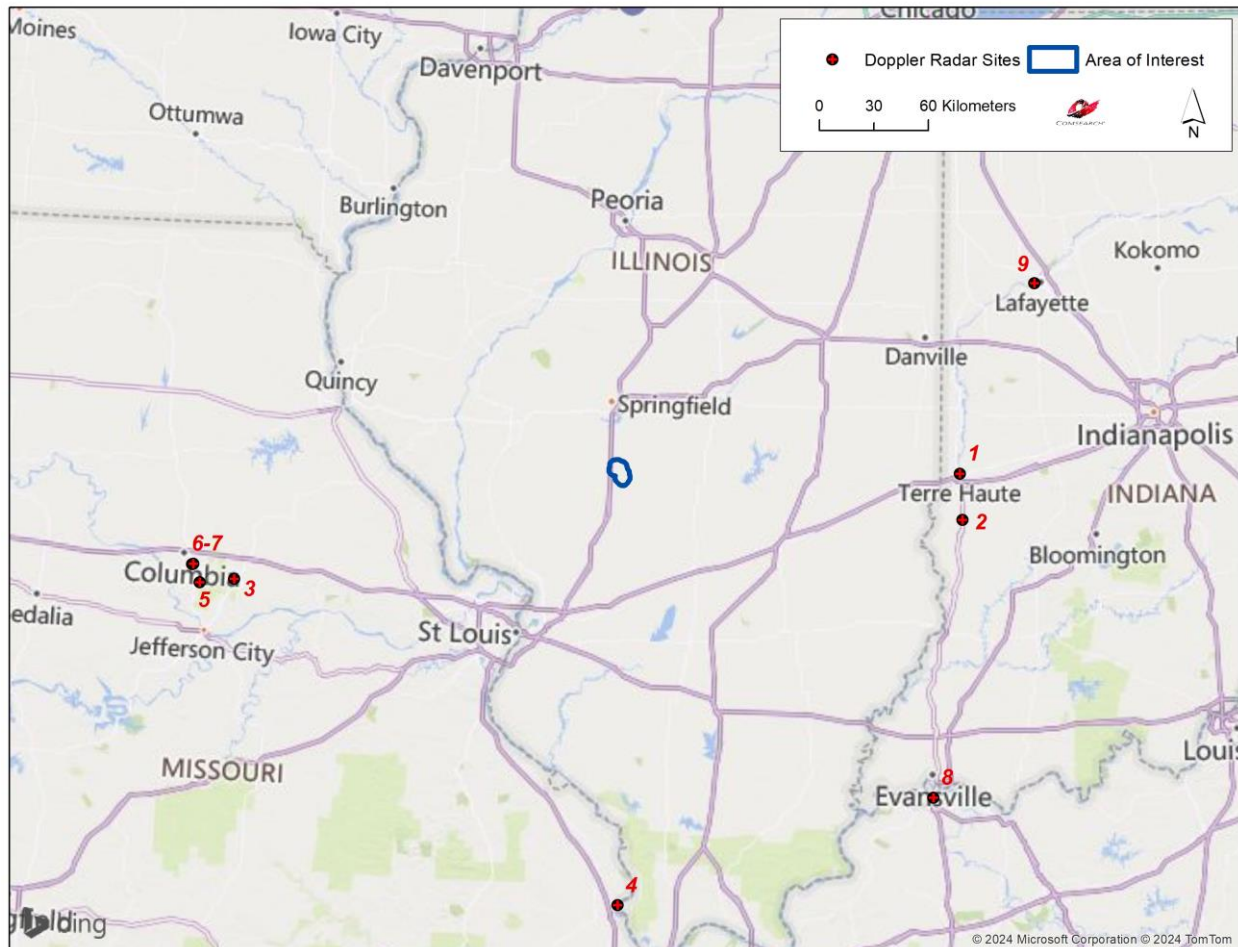 Moines
Iowa City
Chicago
Davenport
Doppler Radar Sites
Area of Interest
0 30 60 Kilometers
COMSEARCH
N
Ottumwa
Burlington
Peoria
ILLINOIS
Kokomo
9
Lafayette
Danville
Quincy
Springfield
Indianapolis
1
Terre Haute
INDIANA
2
Bloomington
6-7
Columbia
3
5
edalia
St Louis
Jefferson City
MISSOURI
Louis
8
Evansville
4
bing
© 2024 Microsoft Corporation © 2024 TomTom